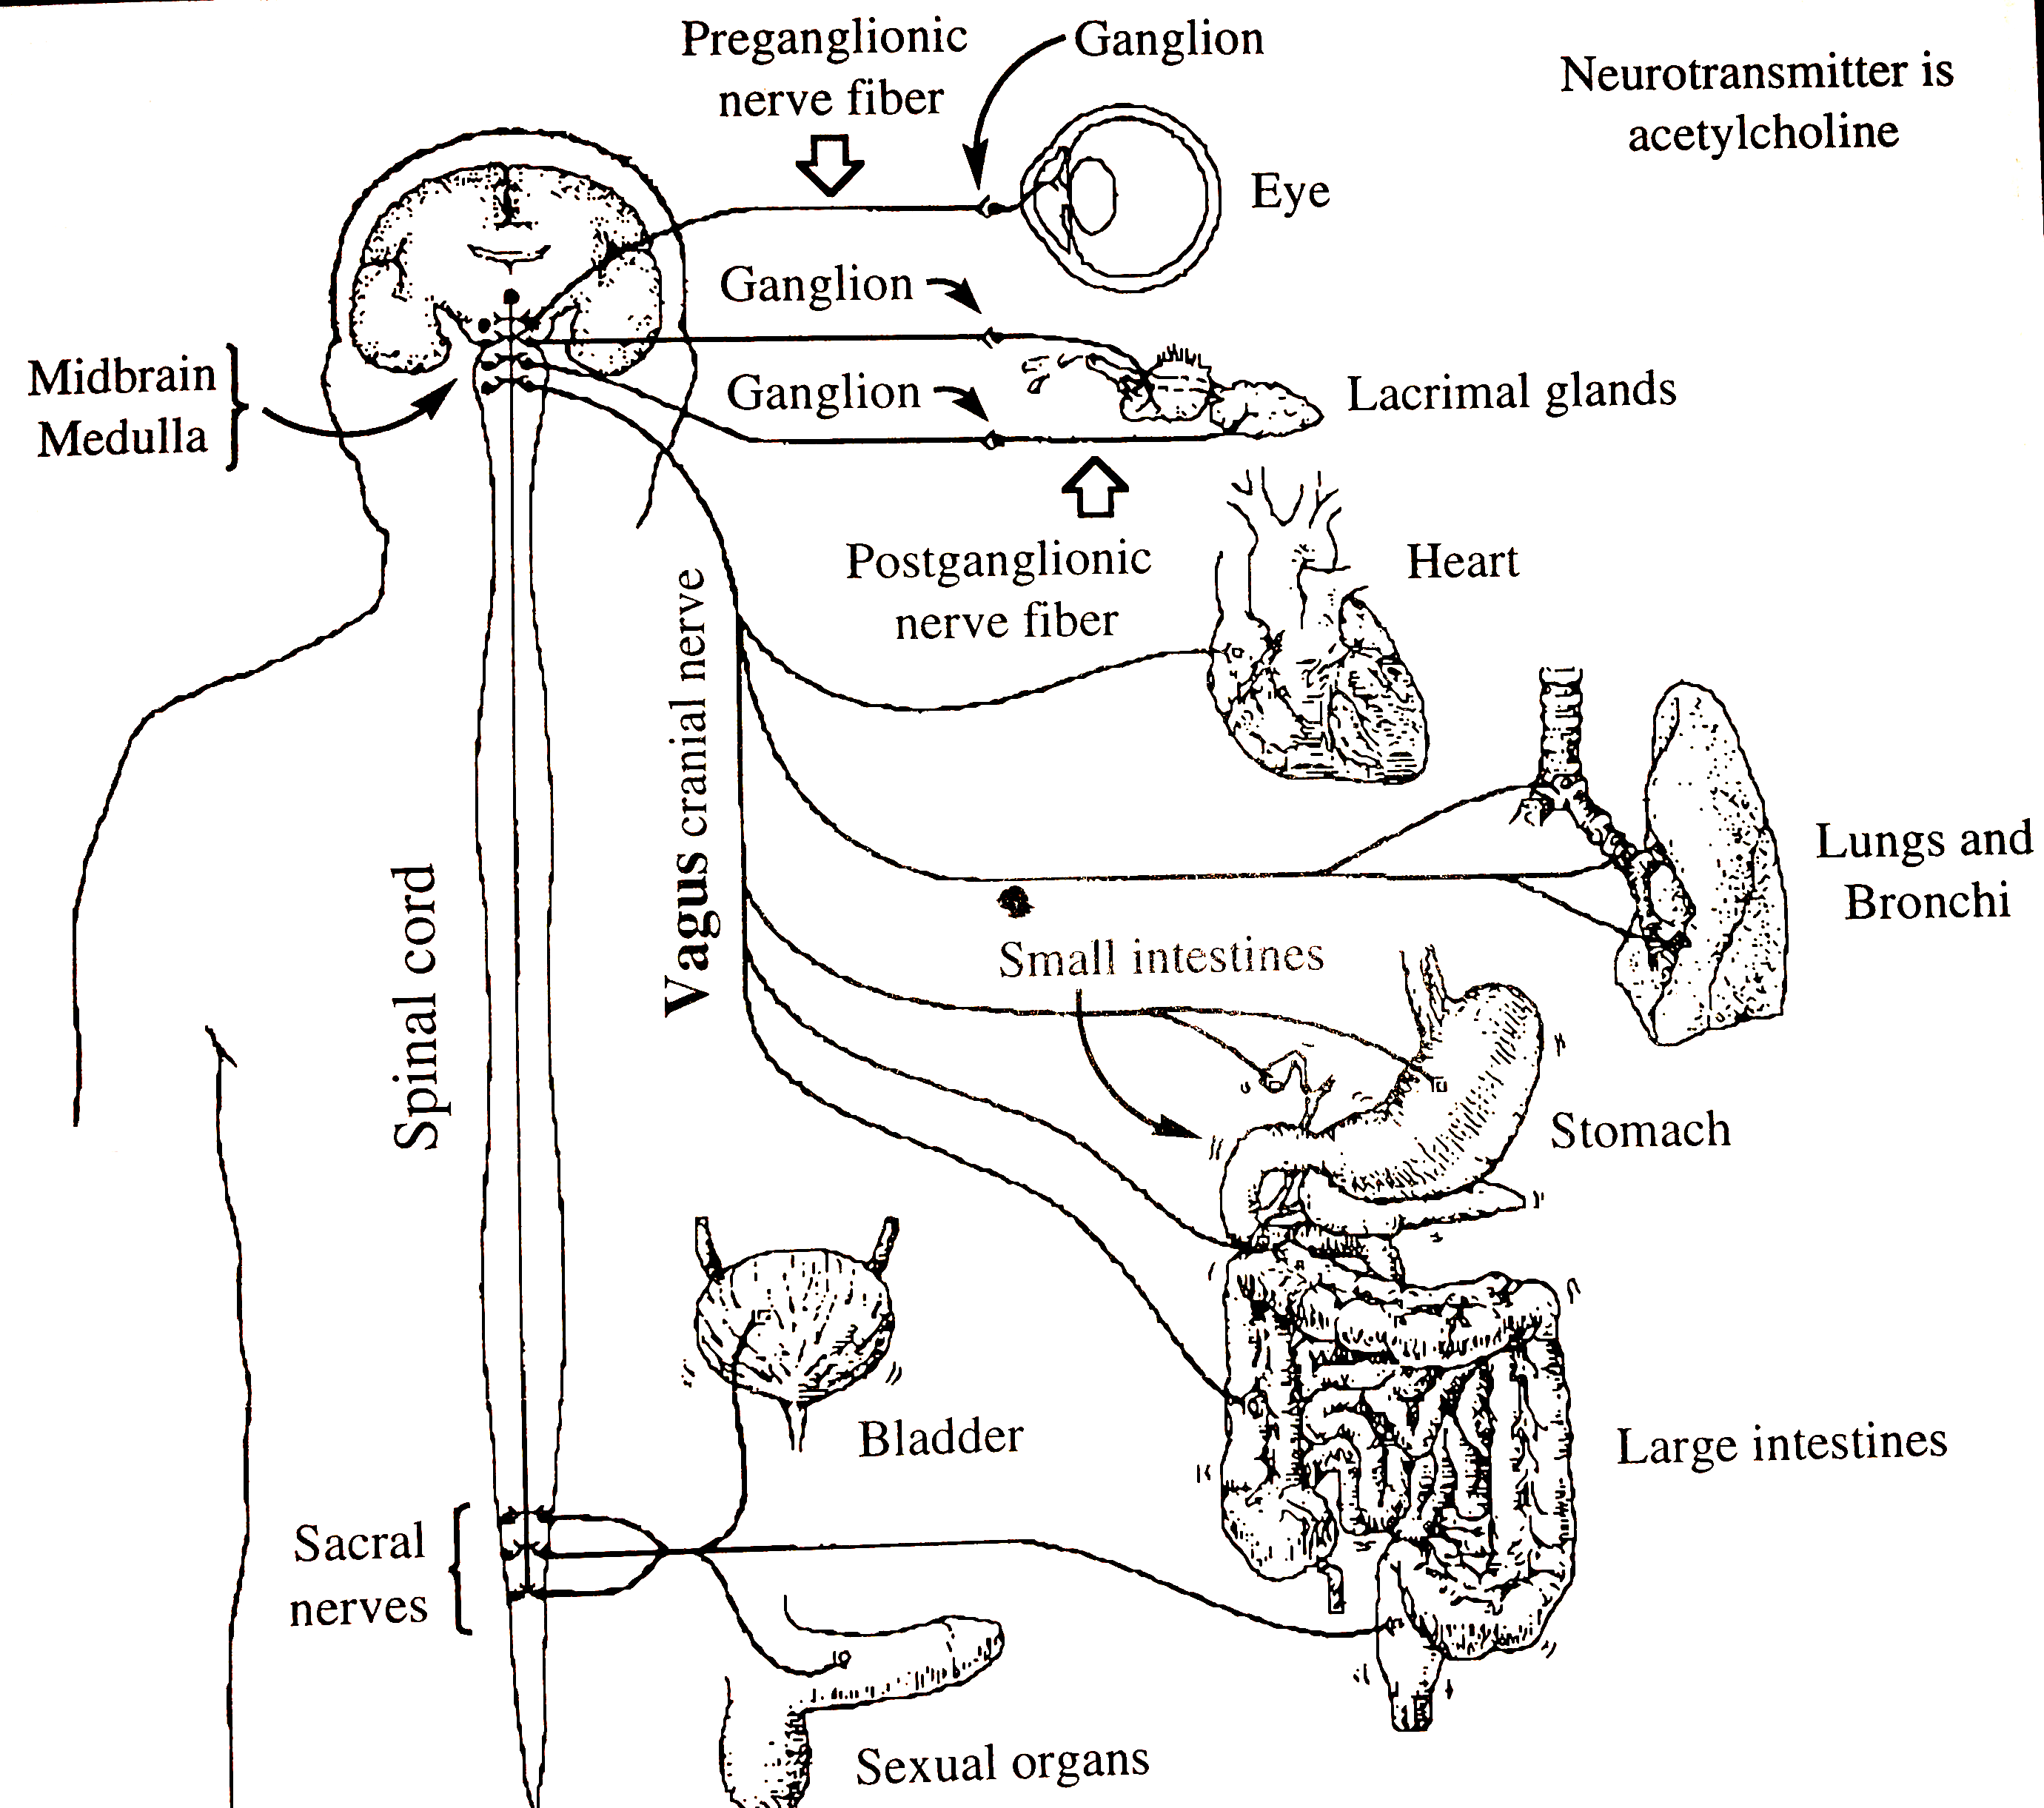 Preganglionic
nerve fiber
Ganglion
Neurotransmitter is
acetylcholine
Eye
Ganglion
Midbrain
Medulla
Ganglion
Lacrimal glands
Postganglionic
nerve fiber
Heart
Vagus cranial nerve
Spinal cord
Lungs and
Bronchi
Small intestines
Stomach
Bladder
Large intestines
Sacral
nerves
Sexual organs